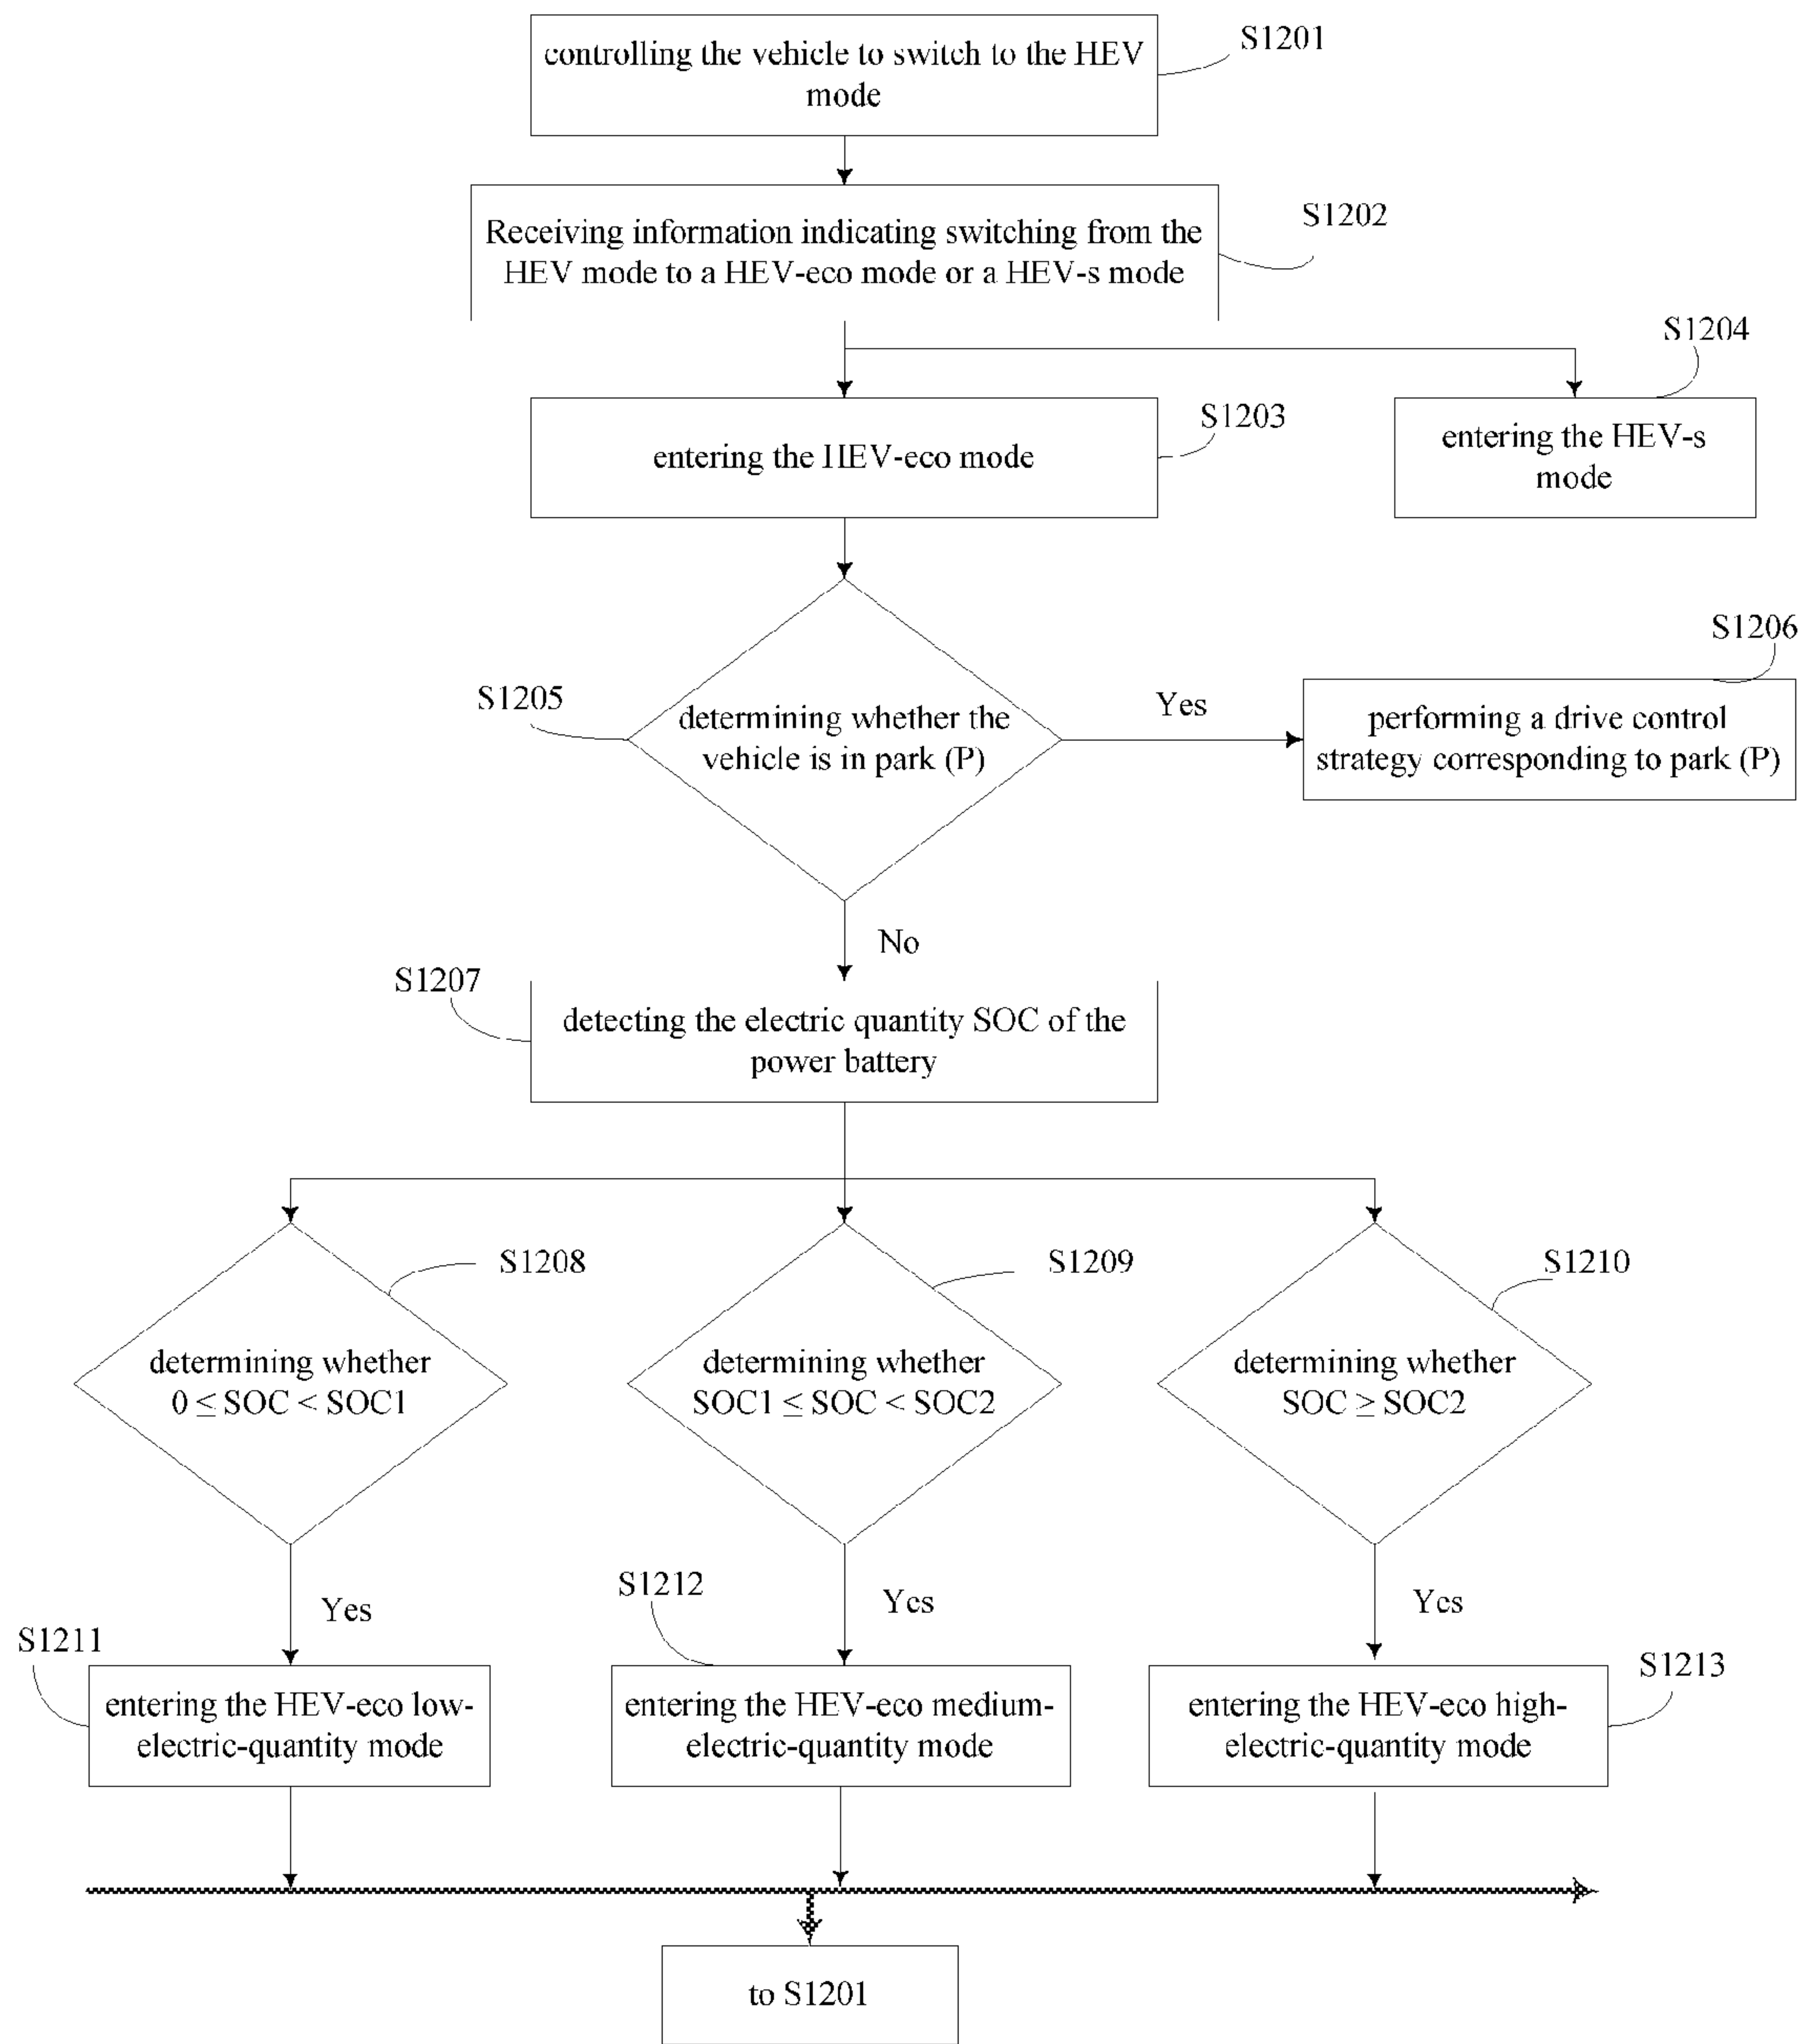 controlling the vehicle to switch to the HEV
mode
S1201
Receiving information indicating switching from the
HEV mode to a HEV-eco mode or a HEV-s mode
S1202
S1204
entering the HEV-eco mode
S1203
entering the HEV-s
mode
S1205
determining whether the
vehicle is in park (P)
Yes
S1206
performing a drive control
strategy corresponding to park (P)
No
S1207
detecting the electric quantity SOC of the
power battery
S1208
S1209
S1210
determining whether
0 ≤ SOC < SOC1
determining whether
SOC1 ≤ SOC < SOC2
determining whether
SOC ≥ SOC2
Yes
Yes
Yes
S1211
S1212
S1213
entering the HEV-eco low-
electric-quantity mode
entering the HEV-eco medium-
electric-quantity mode
entering the HEV-eco high-
electric-quantity mode
to S1201